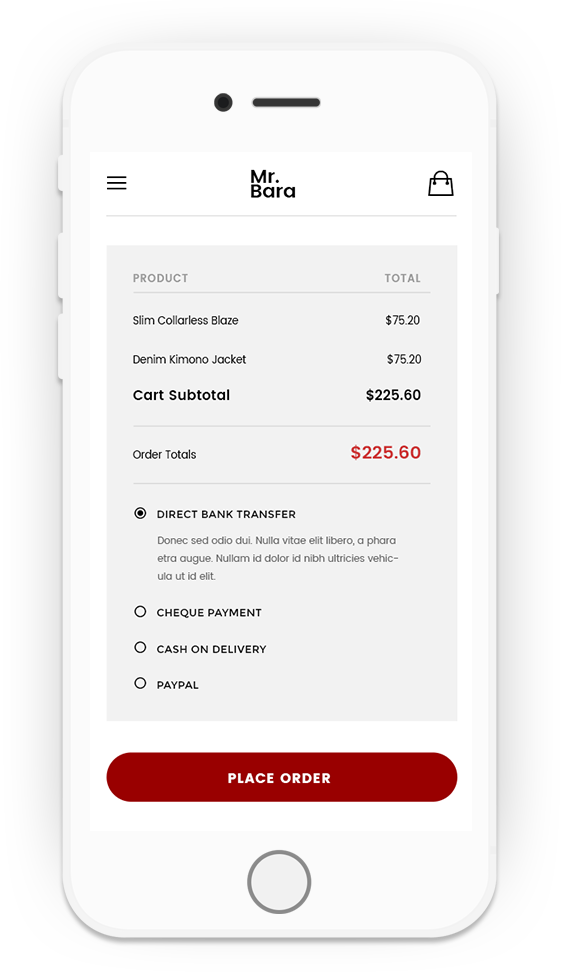 Mr.
Bara
PRODUCT TOTAL
Slim Collarless Blaze $75.20
Denim Kimono Jacket $75.20
Cart Subtotal $225.60
Order Totals $225.60
DIRECT BANK TRANSFER
Donec sed odio dui. Nulla vitae elit libero, a phara
etra augue. Nullam id dolor id nibh ultricies vehic-
ula ut id elit.
CHEQUE PAYMENT
CASH ON DELIVERY
PAYPAL
PLACE ORDER